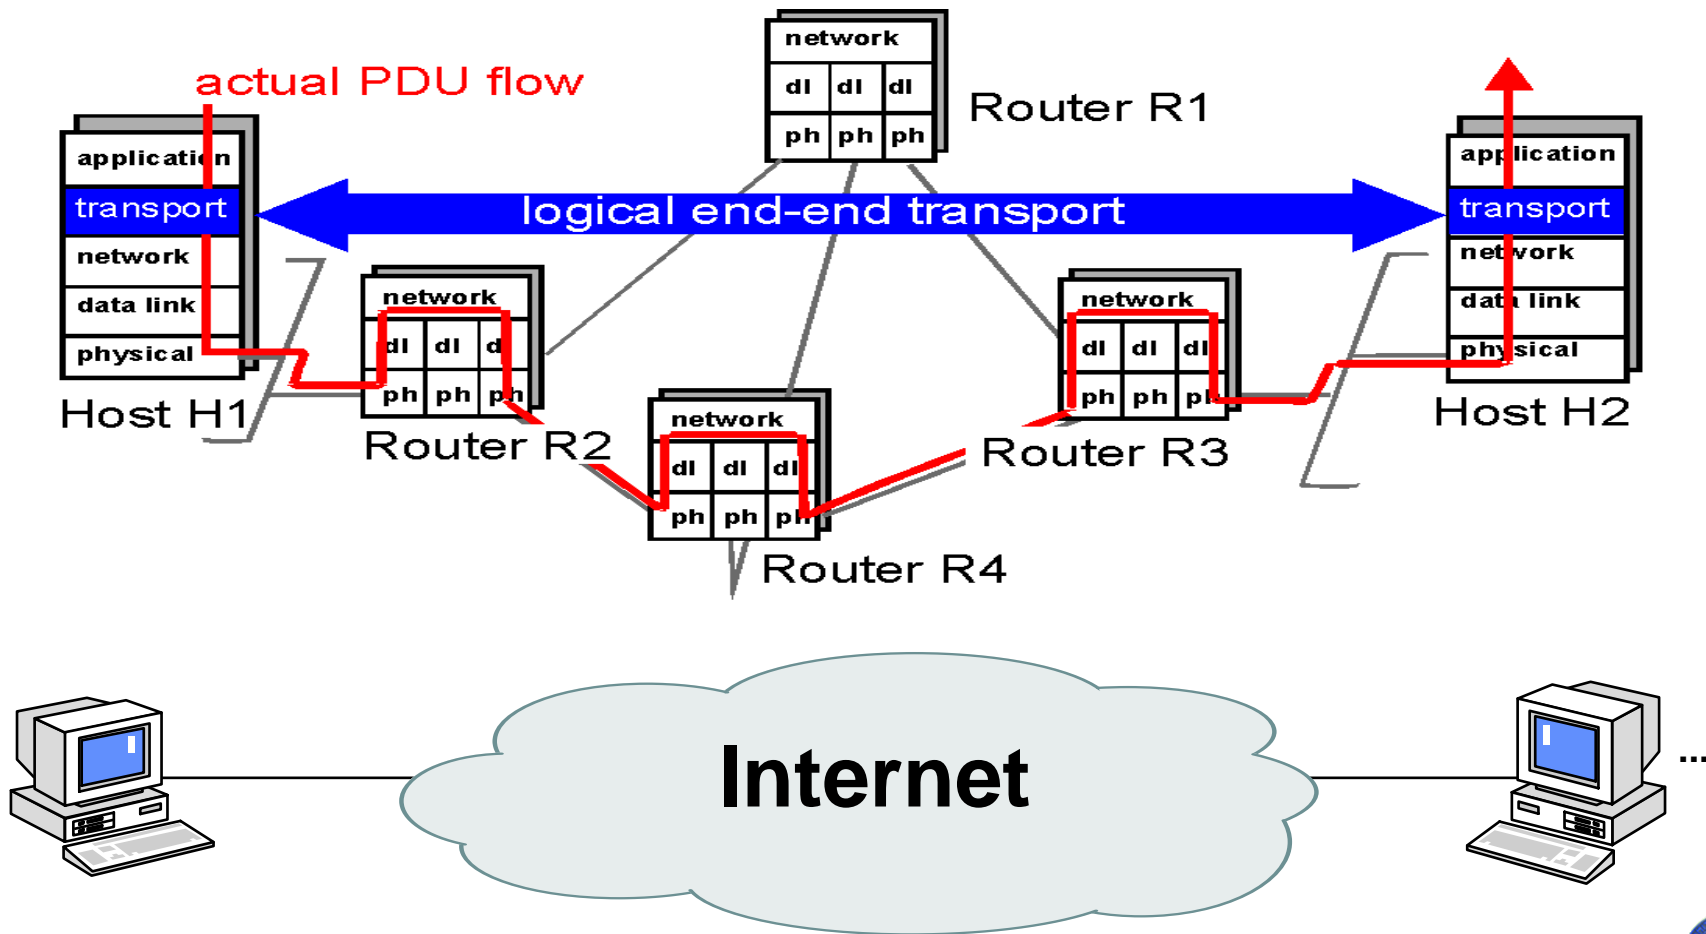 actual PDU flow
application
transport
network
data link
physical
Host H1
network
dl dl dl
ph ph ph
Router R1
logical end-end transport
network
dl dl dl
ph ph ph
Router R2
network
dl dl dl
ph ph ph
Router R4
network
dl dl dl
ph ph ph
Router R3
application
transport
network
data link
physical
Host H2
Internet
...